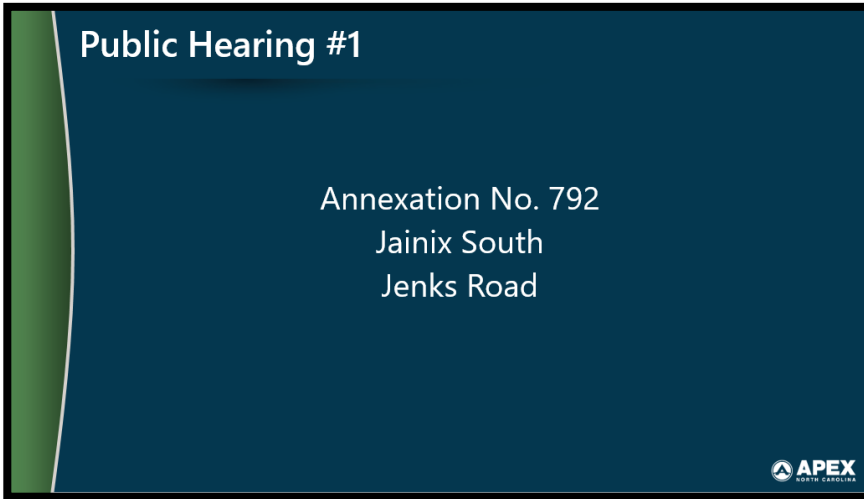 Public Hearing #1
Annexation No. 792
Jainix South
Jenks Road
APEX
NORTH CAROLINA